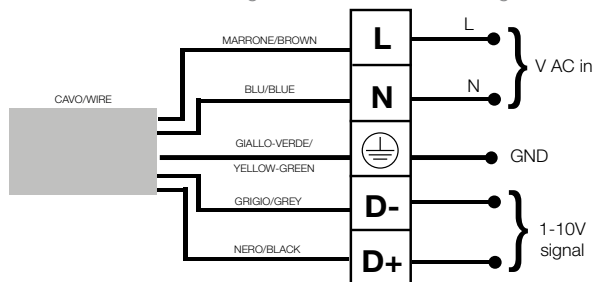 MARRONE/BROWN
L
L
V AC in
BLU/BLUE
N
N
CAVO/WIRE
GIALLO-VERDE/
YELLOW-GREEN
GND
GRIGIO/GREY
D-
1-10V
signal
NERO/BLACK
D+